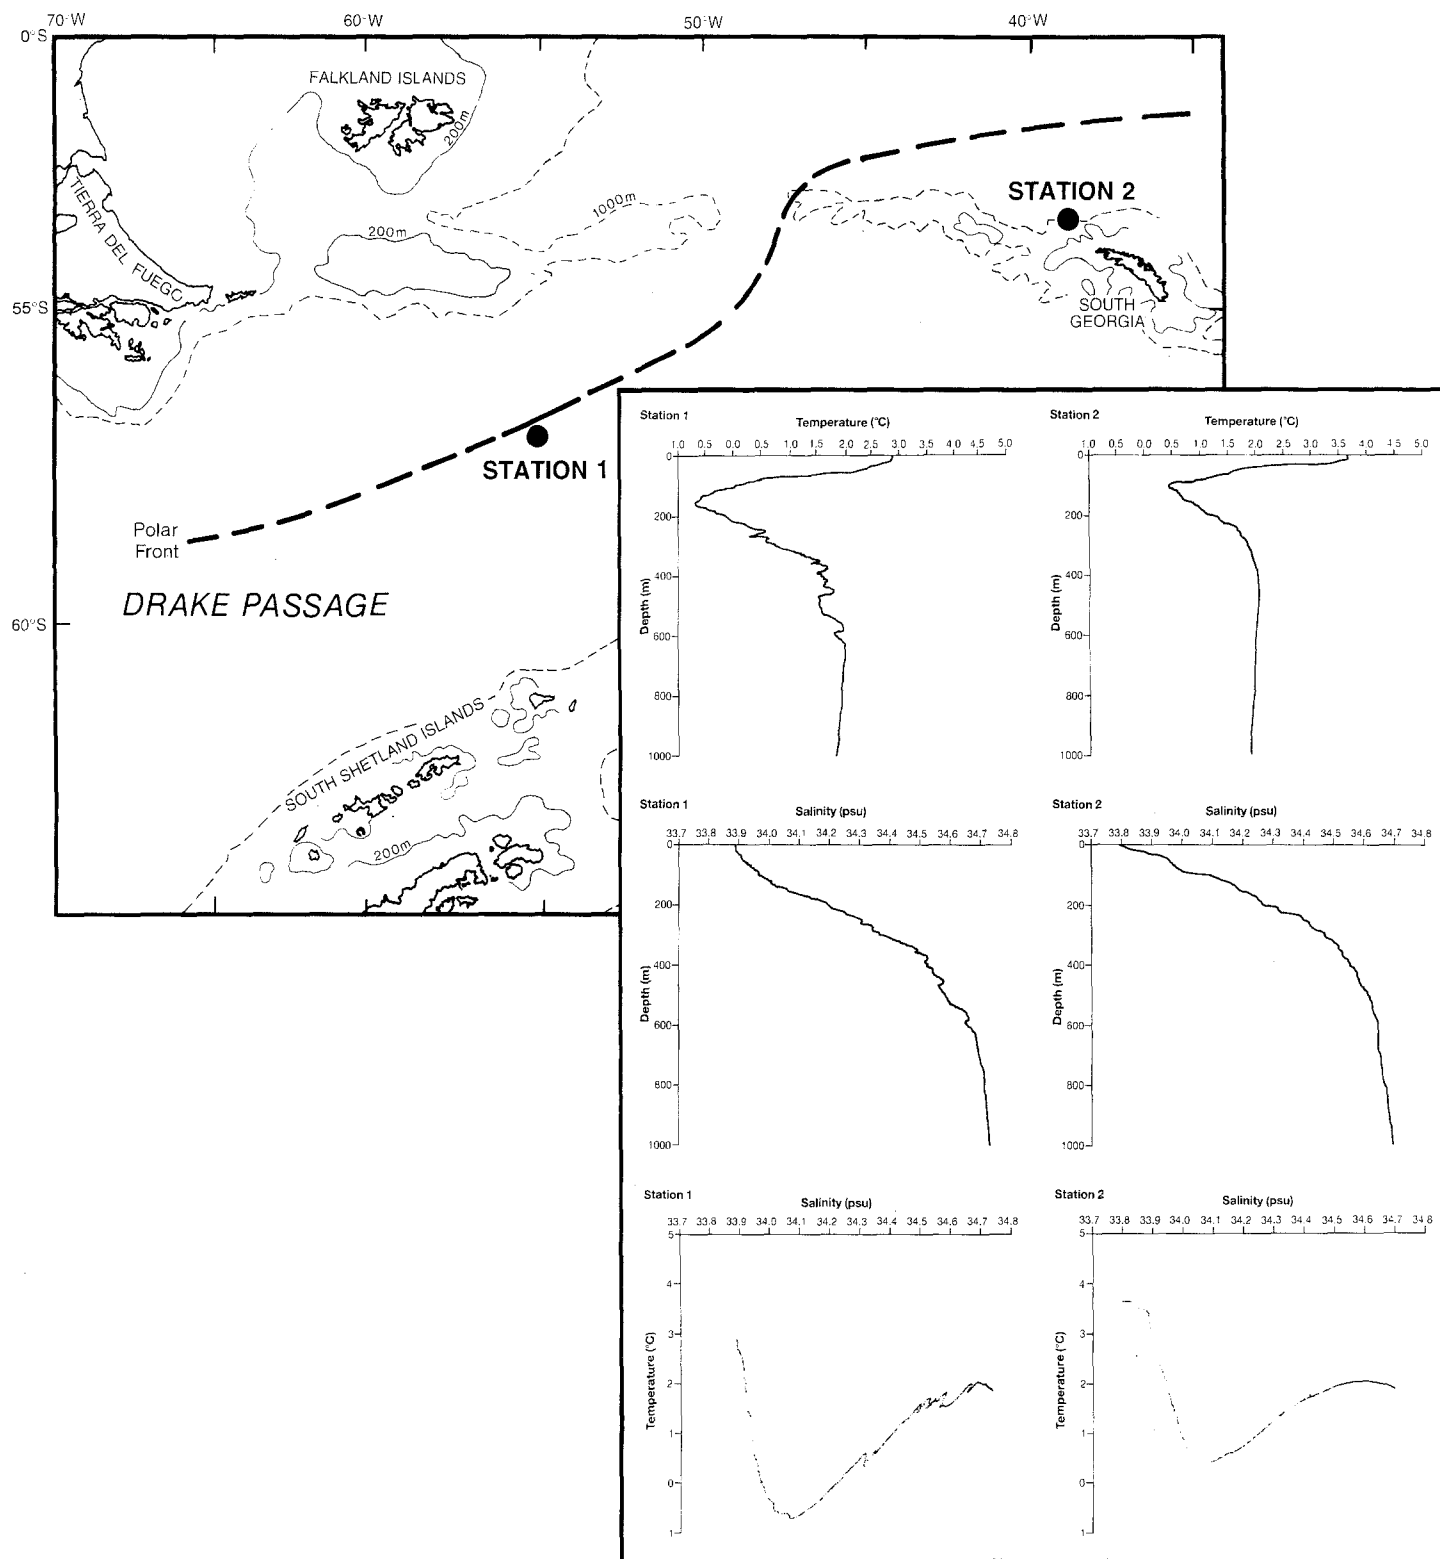 70°W 60°W 50°W 40°W
0°S
FALKLAND ISLANDS
200m
TIERRA DEL FUEGO
1000m
200m
STATION 2
55°S
SOUTH
GEORGIA
STATION 1
Polar
Front
DRAKE PASSAGE
60°S
SOUTH SHETLAND ISLANDS
200m
Station 1
Temperature (°C)
1.0 0.5 0.0 0.5 1.0 1.5 2.0 2.5 3.0 3.5 4.0 4.5 5.0
0
200
400
600
800
1000
Depth (m)
Station 2
Temperature (°C)
1.0 0.5 0.0 0.5 1.0 1.5 2.0 2.5 3.0 3.5 4.0 4.5 5.0
0
200
400
600
800
1000
Depth (m)
Station 1
Salinity (psu)
33.7 33.8 33.9 34.0 34.1 34.2 34.3 34.4 34.5 34.6 34.7 34.8
0
200
400
600
800
1000
Depth (m)
Station 2
Salinity (psu)
33.7 33.8 33.9 34.0 34.1 34.2 34.3 34.4 34.5 34.6 34.7 34.8
0
200
400
600
800
1000
Depth (m)
Station 1
Salinity (psu)
33.7 33.8 33.9 34.0 34.1 34.2 34.3 34.4 34.5 34.6 34.7 34.8
5
4
3
2
1
0
1
Temperature (°C)
Station 2
Salinity (psu)
33.7 33.8 33.9 34.0 34.1 34.2 34.3 34.4 34.5 34.6 34.7 34.8
5
4
3
2
1
0
1
Temperature (°C)